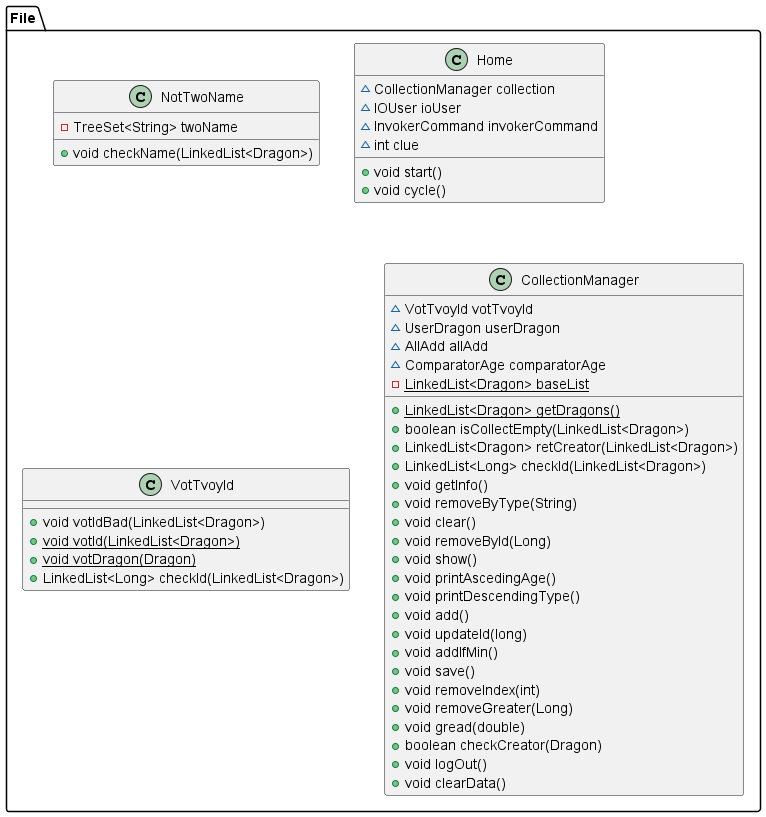 File
NotTwoName
TreeSet<String> twoName
void checkName(LinkedList<Dragon>)
Home
CollectionManager collection
IOUser ioUser
InvokerCommand invokerCommand
int clue
void start()
void cycle()
CollectionManager
VotTvoyId votTvoyId
UserDragon userDragon
AllAdd allAdd
ComparatorAge comparatorAge
LinkedList<Dragon> baseList
LinkedList<Dragon> getDragons()
boolean isCollectEmpty(LinkedList<Dragon>)
LinkedList<Dragon> retCreator(LinkedList<Dragon>)
LinkedList<Long> checkId(LinkedList<Dragon>)
void getInfo()
void removeByType(String)
void clear()
void removeById(Long)
void show()
void printAscedingAge()
void printDescendingType()
void add()
void updateId(long)
void addIfMin()
void save()
void removeIndex(int)
void removeGreater(Long)
void gread(double)
boolean checkCreator(Dragon)
void logOut()
void clearData()
VotTvoyId
void votIdBad(LinkedList<Dragon>)
void votId(LinkedList<Dragon>)
void votDragon(Dragon)
LinkedList<Long> checkId(LinkedList<Dragon>)